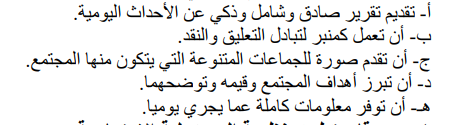 أ- تقديم تقرير صادق وشامل وذكي عن الأحداث اليومية.
ب- أن تعمل كمنبر لتبادل التعليق والنقد.
ج- أن تقدم صورة للجماعات المتنوعة التي يتكون منها المجتمع.
د- أن تبرز أهداف المجتمع وقيمه وتوضحهما.
هـ- أن توفر معلومات كاملة عما يجري يوميا.